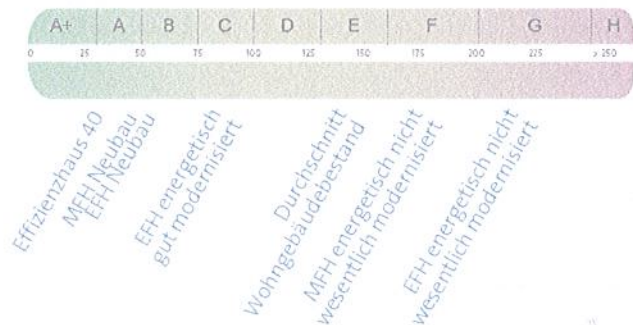 A+ A B C D E F G H
0 25 50 75 100 125 150 175 200 225 > 250
Effizienzhaus 40
MFH Neubau
EFH Neubau
EFH energetisch
gut modernisiert
Durchschnitt
Wohngebäudebestand
MFH energetisch nicht
wesentlich modernisiert
EFH energetisch nicht
wesentlich modernisiert